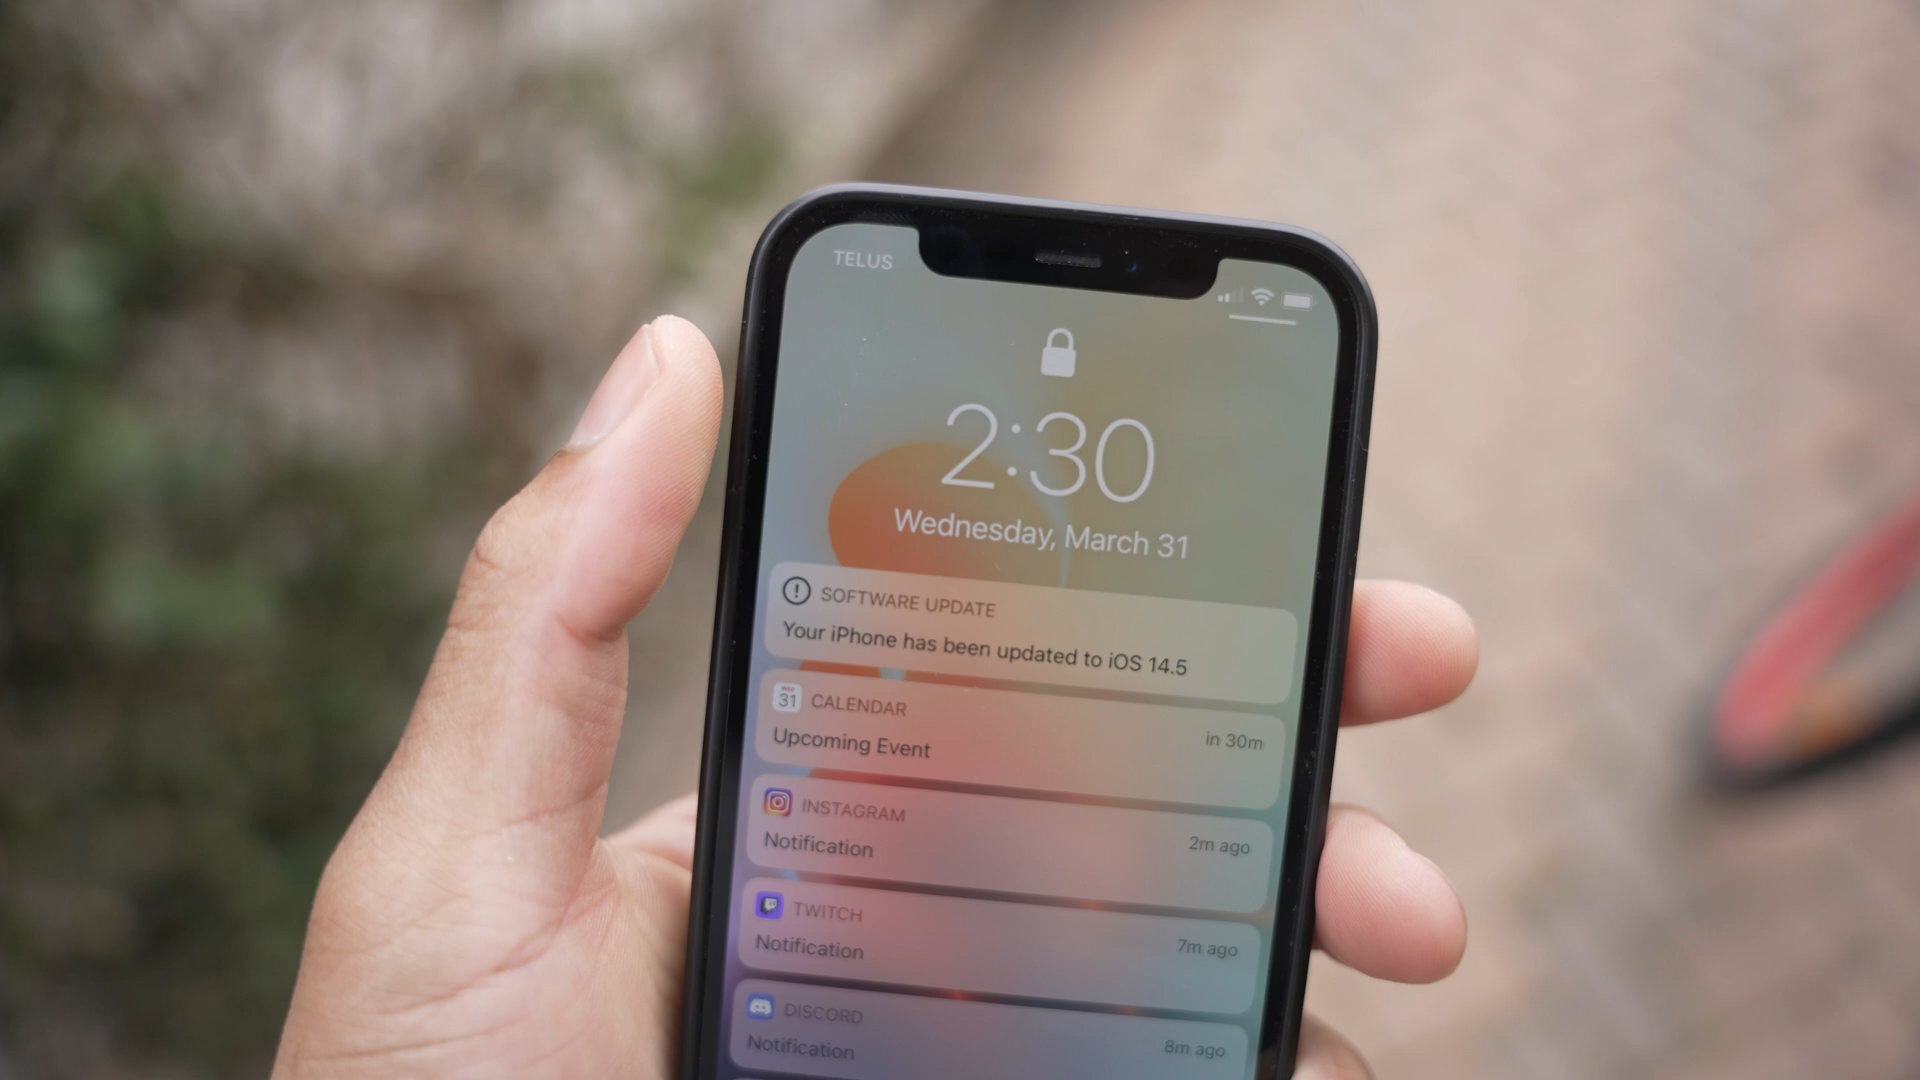 TELUS
2:30
Wednesday, March 31
SOFTWARE UPDATE
Your iPhone has been updated to iOS 14.5
31 CALENDAR
Upcoming Event in 30m
INSTAGRAM
Notification 2m ago
TWITCH
Notification 7m ago
DISCORD
Notification 8m ago